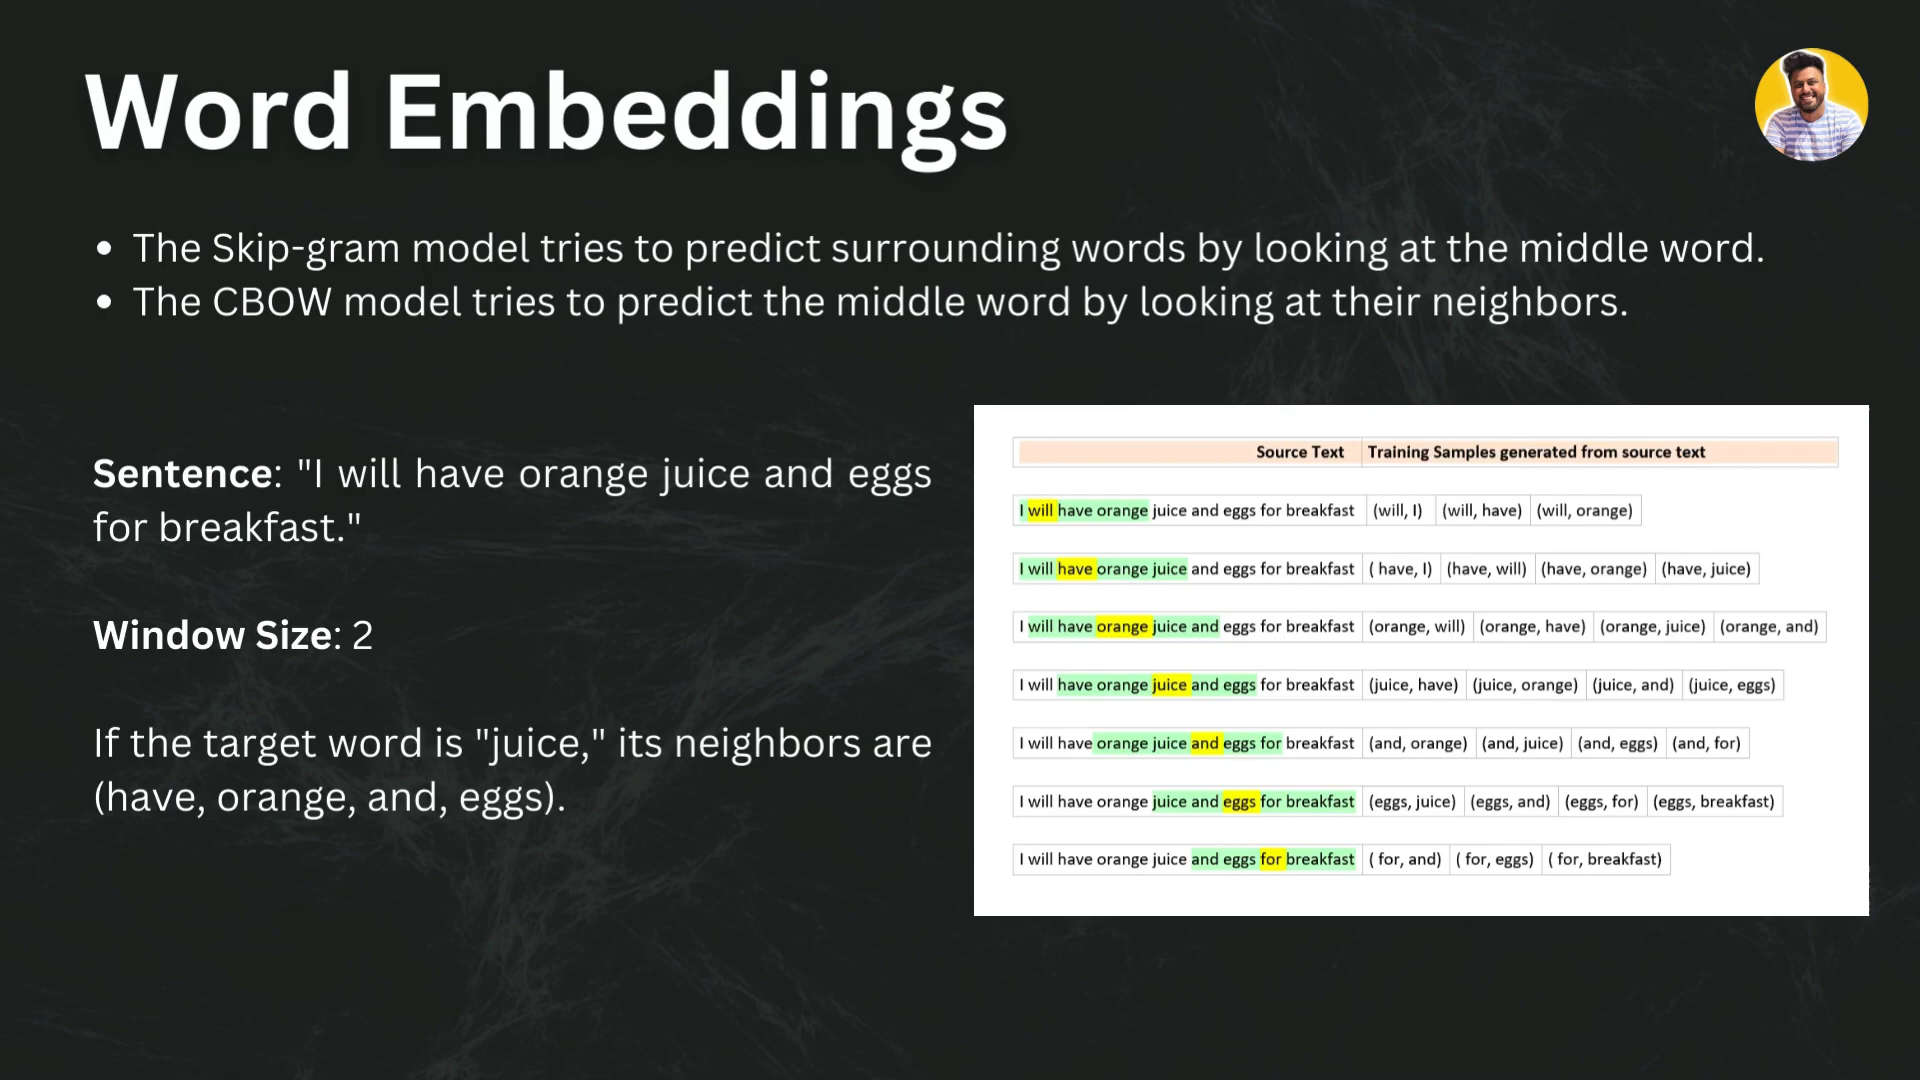 Word Embeddings
• The Skip-gram model tries to predict surrounding words by looking at the middle word.
• The CBOW model tries to predict the middle word by looking at their neighbors.
Sentence: "I will have orange juice and eggs
for breakfast."
Window Size: 2
If the target word is "juice," its neighbors are
(have, orange, and, eggs).
Source Text Training Samples generated from source text
I will have orange juice and eggs for breakfast (will, I) (will, have) (will, orange)
I will have orange juice and eggs for breakfast ( have, I) (have, will) (have, orange) (have, juice)
I will have orange juice and eggs for breakfast (orange, will) (orange, have) (orange, juice) (orange, and)
I will have orange juice and eggs for breakfast (juice, have) (juice, orange) (juice, and) (juice, eggs)
I will have orange juice and eggs for breakfast (and, orange) (and, juice) (and, eggs) (and, for)
I will have orange juice and eggs for breakfast (eggs, juice) (eggs, and) (eggs, for) (eggs, breakfast)
I will have orange juice and eggs for breakfast ( for, and) ( for, eggs) ( for, breakfast)